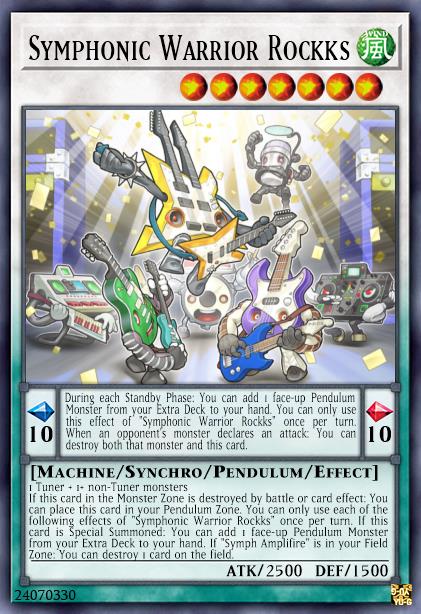 Symphonic Warrior Rockks
WIND
風
During each Standby Phase: You can add 1 face-up Pendulum
Monster from your Extra Deck to your hand. You can only use
this effect of "Symphonic Warrior Rockks" once per turn.
When an opponent's monster declares an attack: You can
destroy both that monster and this card.
10
10
[Machine/Synchro/Pendulum/Effect]
1 Tuner + 1+ non-Tuner monsters
If this card in the Monster Zone is destroyed by battle or card effect: You
can place this card in your Pendulum Zone. You can only use each of the
following effects of "Symphonic Warrior Rockks" once per turn. If this
card is Special Summoned: You can add 1 face-up Pendulum Monster
from your Extra Deck to your hand. If "Symph Amplifire" is in your Field
Zone: You can destroy 1 card on the field.
ATK/2500 DEF/1500
24070330